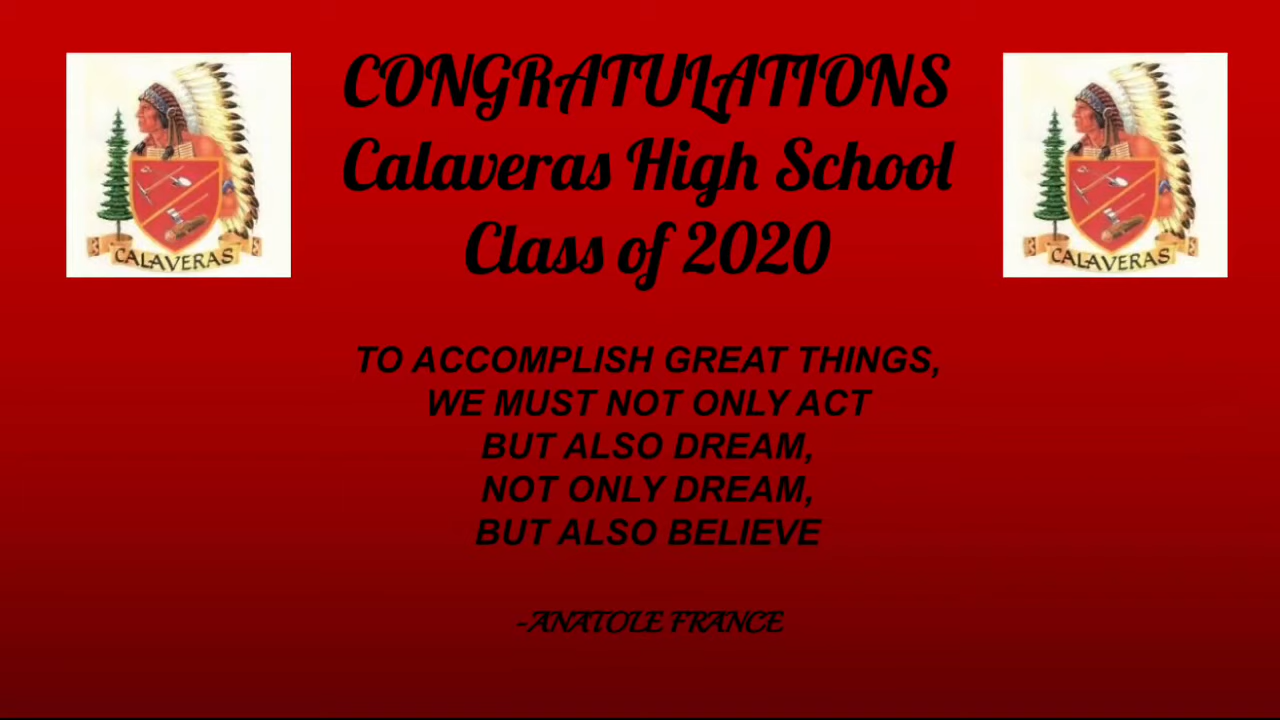 CONGRATULATIONS
Calaveras High School
Class of 2020
CALAVERAS
CALAVERAS
TO ACCOMPLISH GREAT THINGS,
WE MUST NOT ONLY ACT
BUT ALSO DREAM,
NOT ONLY DREAM,
BUT ALSO BELIEVE
-ANATOLE FRANCE